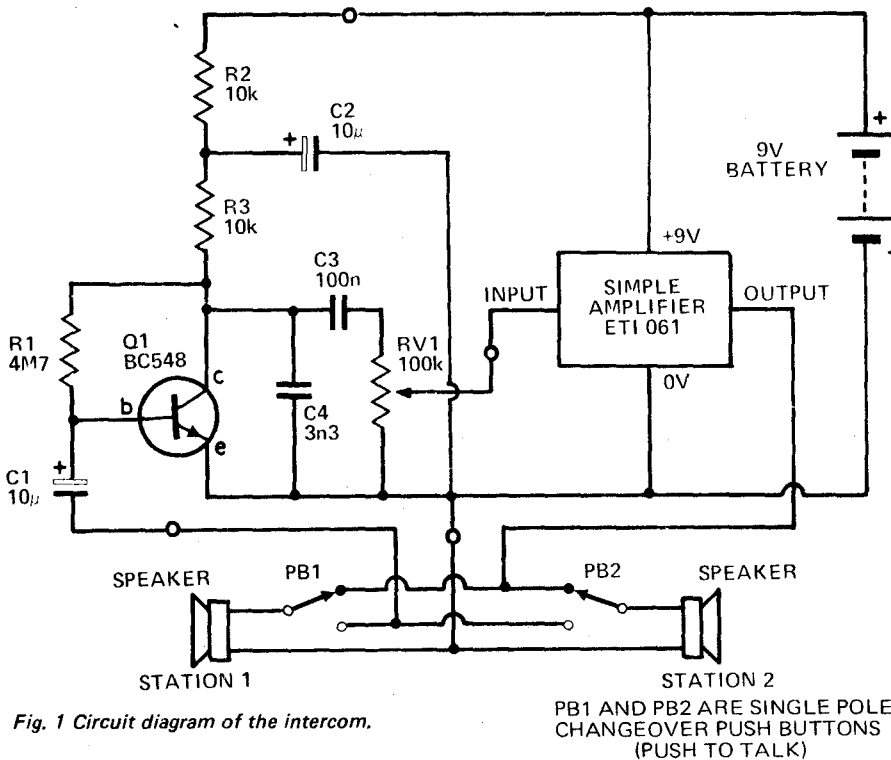 R2
10k
C2
+
10μ
R3
10k
+
9V
BATTERY
+9V
C3
100n
INPUT
SIMPLE
AMPLIFIER
ETI 061
OUTPUT
R1
4M7
Q1
BC548
RV1
100k
c
b
e
C4
3n3
0V
C1
+
10μ
SPEAKER
PB1
PB2
SPEAKER
STATION 1
STATION 2
Fig. 1 Circuit diagram of the intercom.
PB1 AND PB2 ARE SINGLE POLE
CHANGEOVER PUSH BUTTONS
(PUSH TO TALK)